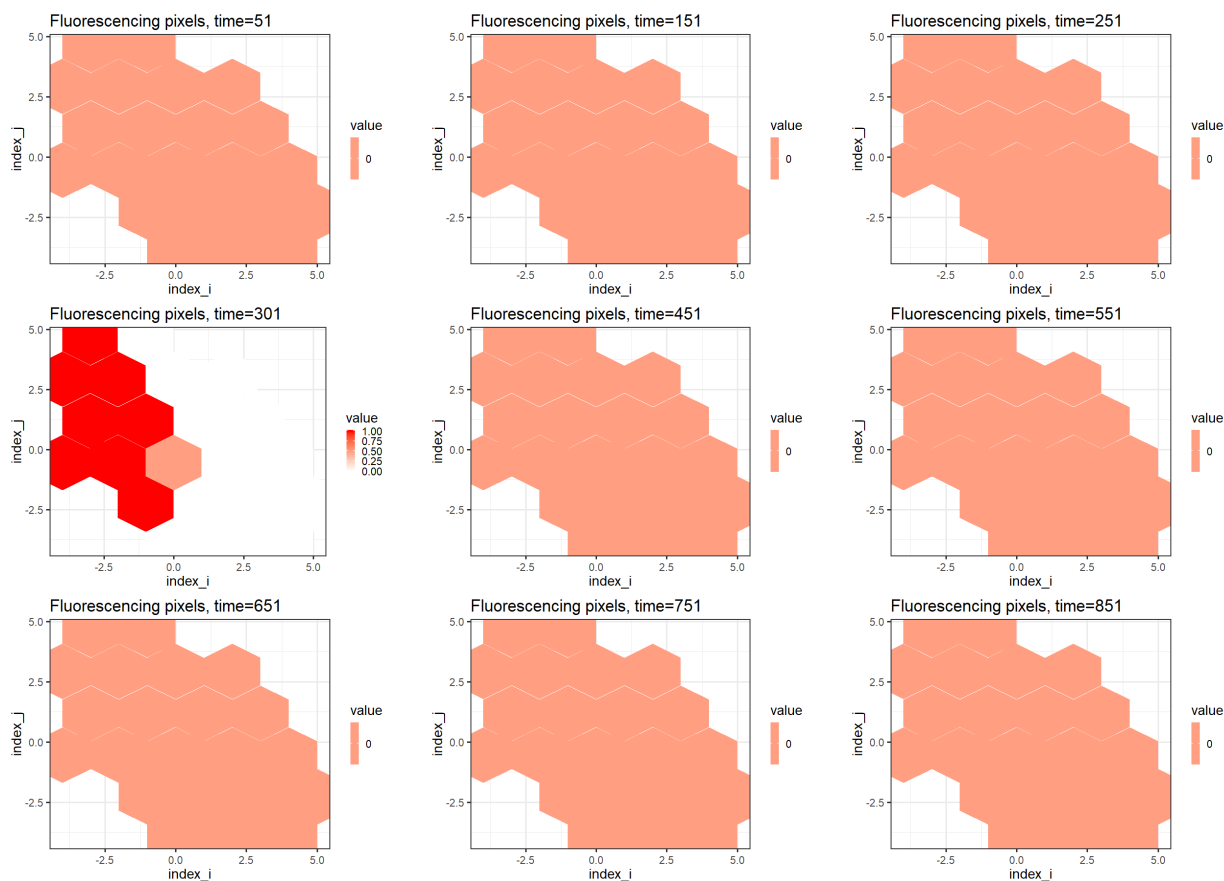 Fluorescencing pixels, time=51
5.0
2.5
0.0
-2.5
index_j
-2.5 0.0 2.5 5.0
index_i
value
0
Fluorescencing pixels, time=151
5.0
2.5
0.0
-2.5
index_j
-2.5 0.0 2.5 5.0
index_i
value
0
Fluorescencing pixels, time=251
5.0
2.5
0.0
-2.5
index_j
-2.5 0.0 2.5 5.0
index_i
value
0
Fluorescencing pixels, time=301
5.0
2.5
0.0
-2.5
index_j
-2.5 0.0 2.5 5.0
index_i
value
1.00
0.75
0.50
0.25
0.00
Fluorescencing pixels, time=451
5.0
2.5
0.0
-2.5
index_j
-2.5 0.0 2.5 5.0
index_i
value
0
Fluorescencing pixels, time=551
5.0
2.5
0.0
-2.5
index_j
-2.5 0.0 2.5 5.0
index_i
value
0
Fluorescencing pixels, time=651
5.0
2.5
0.0
-2.5
index_j
-2.5 0.0 2.5 5.0
index_i
value
0
Fluorescencing pixels, time=751
5.0
2.5
0.0
-2.5
index_j
-2.5 0.0 2.5 5.0
index_i
value
0
Fluorescencing pixels, time=851
5.0
2.5
0.0
-2.5
index_j
-2.5 0.0 2.5 5.0
index_i
value
0